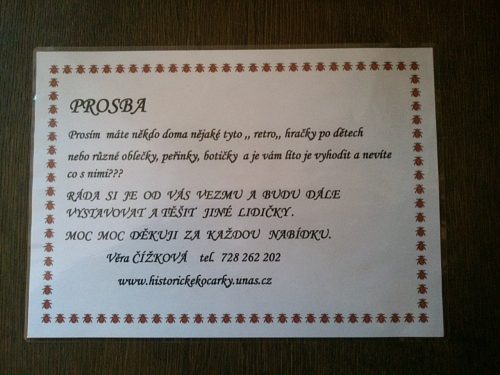 PROSBA
Prosím máte někdo doma nějaké tyto ,, retro,, hračky po dětech
nebo různé oblečky, peřinky, botičky a je vám líto je vyhodit a nevíte
co s nimi???
RÁDA SI JE OD VÁS VEZMU A BUDU DÁLE
VYSTAVOVAT A TĚŠIT JINÉ LIDIČKY.
MOC MOC DĚKUJI ZA KAŽDOU NABÍDKU.
Věra ČÍŽKOVÁ tel. 728 262 202
www.historickekocarky.unas.cz